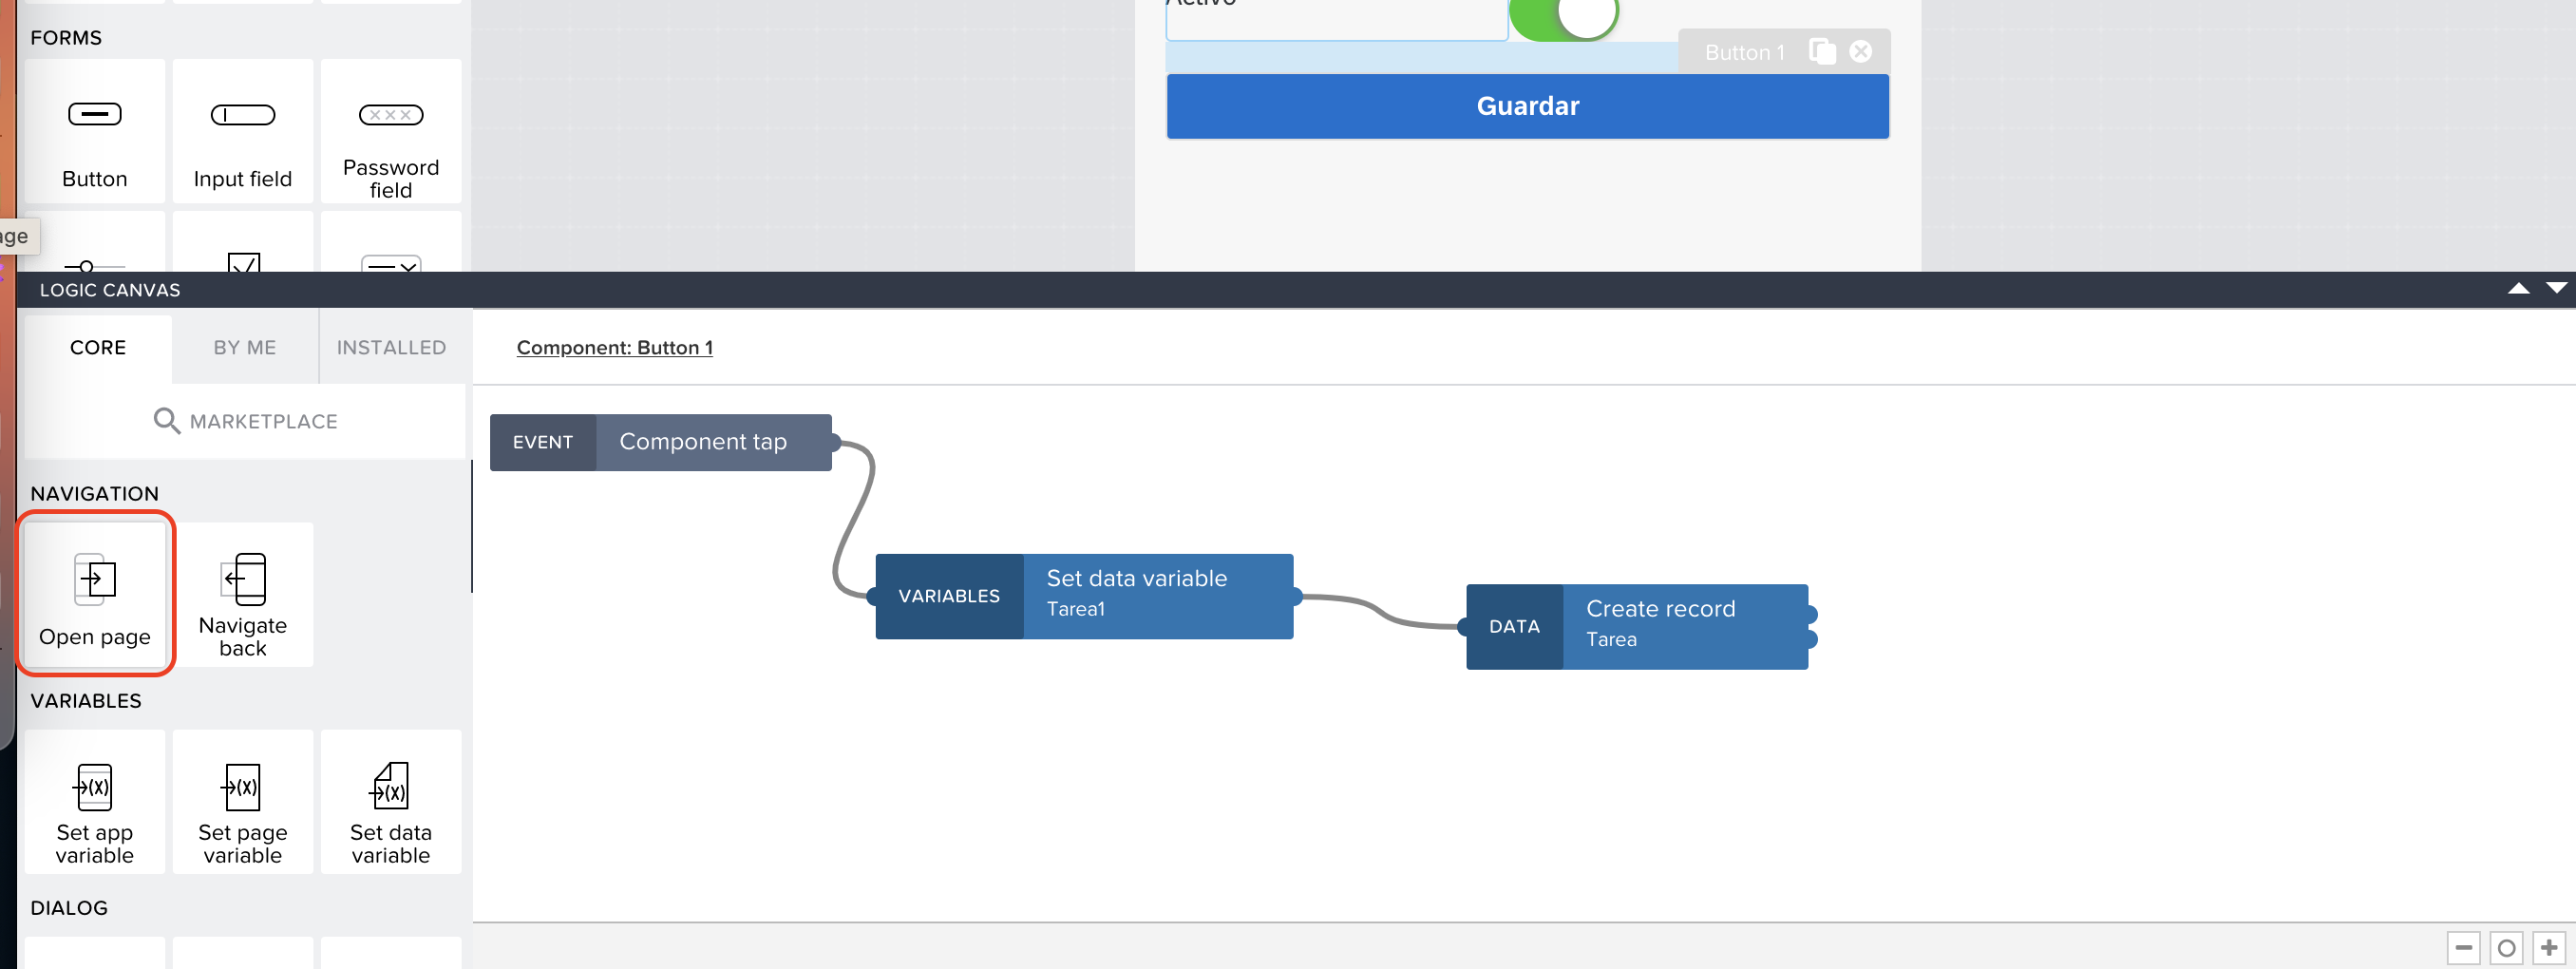 FORMS
Activo
Button 1
Guardar
Button
Input field
Password
field
age
LOGIC CANVAS
CORE
BY ME
INSTALLED
MARKETPLACE
Component: Button 1
EVENT
Component tap
NAVIGATION
Open page
Navigate
back
VARIABLES
Set data variable
Tarea1
DATA
Create record
Tarea
VARIABLES
Set app
variable
Set page
variable
Set data
variable
DIALOG